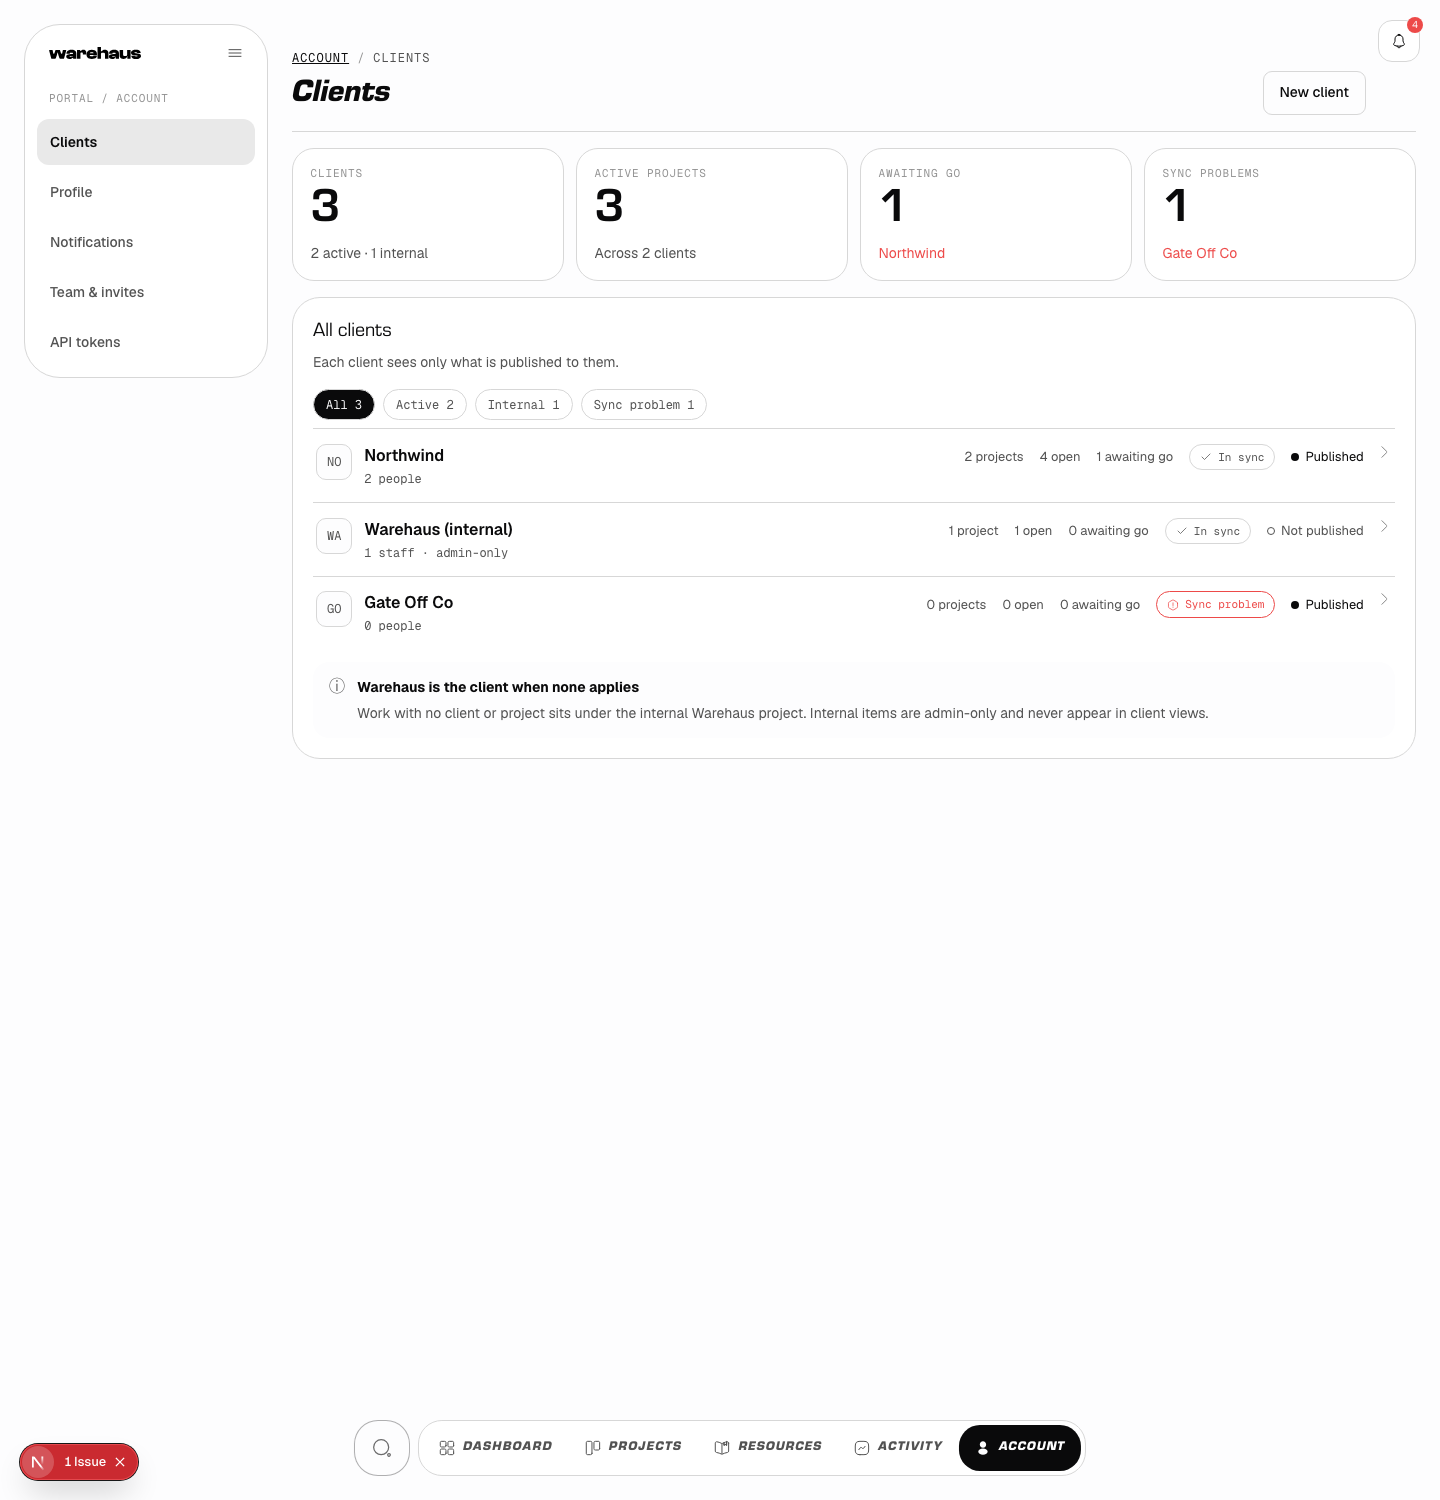 warehaus
PORTAL / ACCOUNT
Clients
Profile
Notifications
Team & invites
API tokens
ACCOUNT / CLIENTS
Clients
New client
4
CLIENTS
3
2 active · 1 internal
ACTIVE PROJECTS
3
Across 2 clients
AWAITING GO
1
Northwind
SYNC PROBLEMS
1
Gate Off Co
All clients
Each client sees only what is published to them.
All 3 Active 2 Internal 1 Sync problem 1
NO Northwind 2 projects 4 open 1 awaiting go In sync Published
2 people
WA Warehaus (internal) 1 project 1 open 0 awaiting go In sync Not published
1 staff · admin-only
GO Gate Off Co 0 projects 0 open 0 awaiting go Sync problem Published
0 people
Warehaus is the client when none applies
Work with no client or project sits under the internal Warehaus project. Internal items are admin-only and never appear in client views.
N 1 Issue
DASHBOARD PROJECTS RESOURCES ACTIVITY ACCOUNT